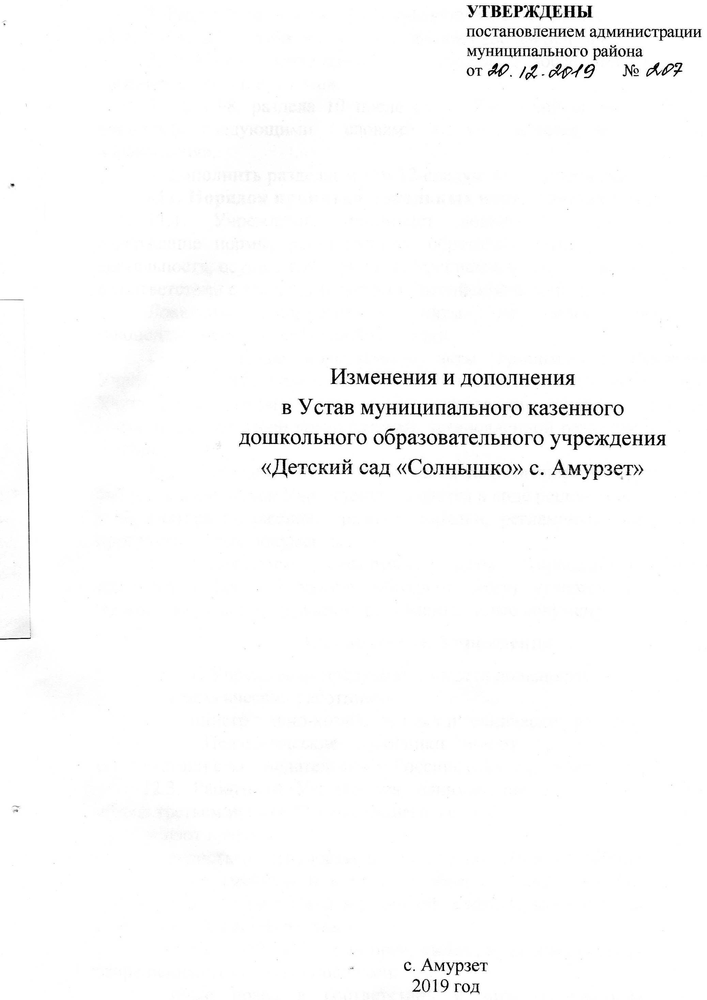 УТВЕРЖДЕНЫ
постановлением администрации
муниципального района
от 20.12.2019 № 207
Изменения и дополнения
в Устав муниципального казенного
дошкольного образовательного учреждения
«Детский сад «Солнышко» с. Амурзет»
с. Амурзет
2019 год